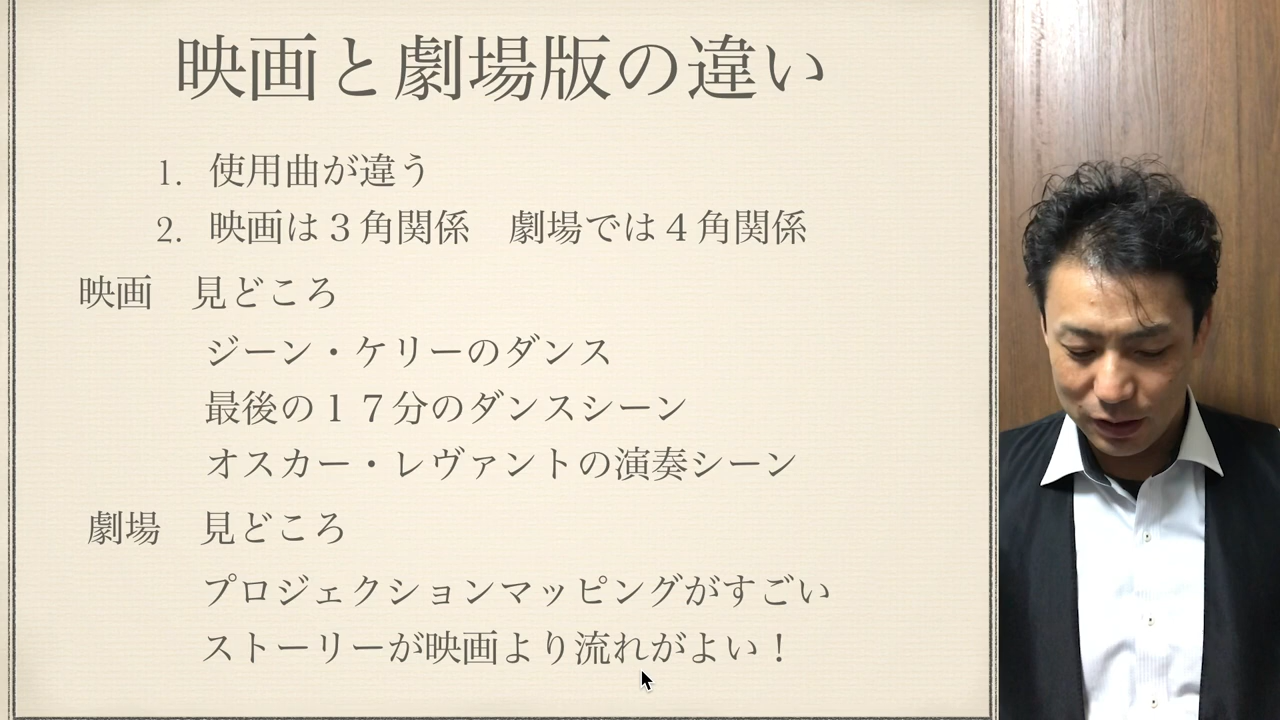 映画と劇場版の違い
1. 使用曲が違う
2. 映画は３角関係　劇場では４角関係
映画　見どころ
ジーン・ケリーのダンス
最後の１７分のダンスシーン
オスカー・レヴァントの演奏シーン
劇場　見どころ
プロジェクションマッピングがすごい
ストーリーが映画より流れがよい！